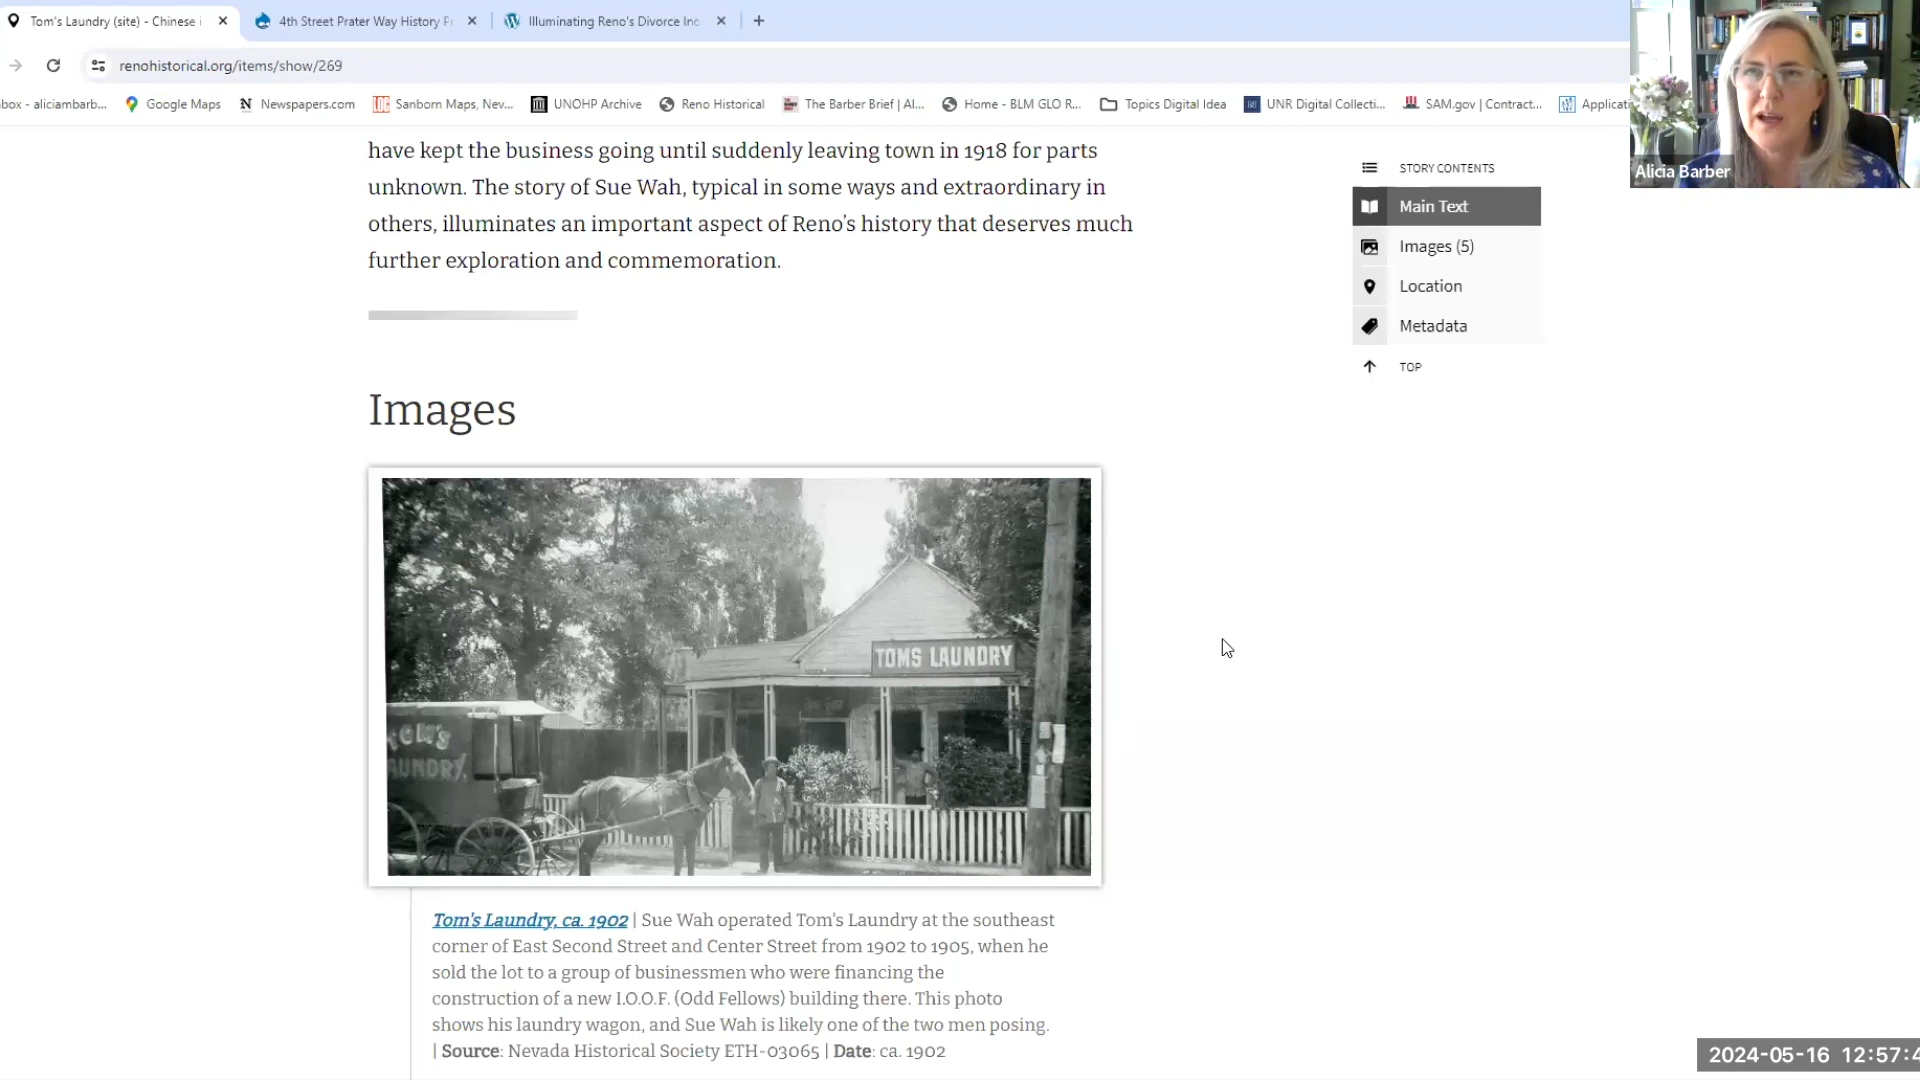 Tom's Laundry (site) - Chinese i
4th Street Prater Way History P
Illuminating Reno's Divorce Ind
renohistorical.org/items/show/269
box - aliciambarb...
Google Maps
Newspapers.com
Sanborn Maps, Nev...
UNOHP Archive
Reno Historical
The Barber Brief | Al...
Home - BLM GLO R...
Topics Digital Idea
UNR Digital Collecti...
SAM.gov | Contract...
Applicati
Alicia Barber
have kept the business going until suddenly leaving town in 1918 for parts
unknown. The story of Sue Wah, typical in some ways and extraordinary in
others, illuminates an important aspect of Reno's history that deserves much
further exploration and commemoration.
STORY CONTENTS
Main Text
Images (5)
Location
Metadata
TOP
Images
TOMS LAUNDRY
TOM'S
LAUNDRY
Tom's Laundry, ca. 1902 | Sue Wah operated Tom's Laundry at the southeast
corner of East Second Street and Center Street from 1902 to 1905, when he
sold the lot to a group of businessmen who were financing the
construction of a new I.O.O.F. (Odd Fellows) building there. This photo
shows his laundry wagon, and Sue Wah is likely one of the two men posing.
| Source: Nevada Historical Society ETH-03065 | Date: ca. 1902
2024-05-16 12:57:4